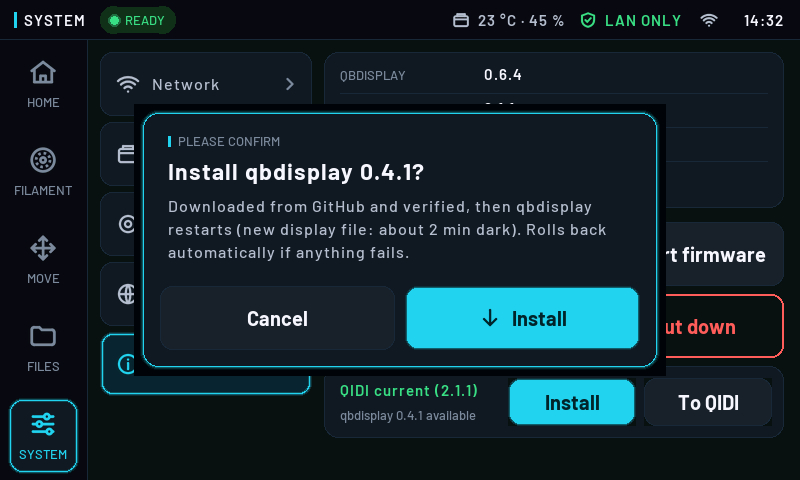 SYSTEM
READY
23 °C · 45 %
LAN ONLY
14:32
HOME
FILAMENT
MOVE
FILES
SYSTEM
Network
QBDISPLAY
0.6.4
PLEASE CONFIRM
Install qbdisplay 0.4.1?
Downloaded from GitHub and verified, then qbdisplay
restarts (new display file: about 2 min dark). Rolls back
automatically if anything fails.
Cancel
Install
firmware
down
QIDI current (2.1.1)
qbdisplay 0.4.1 available
Install
To QIDI